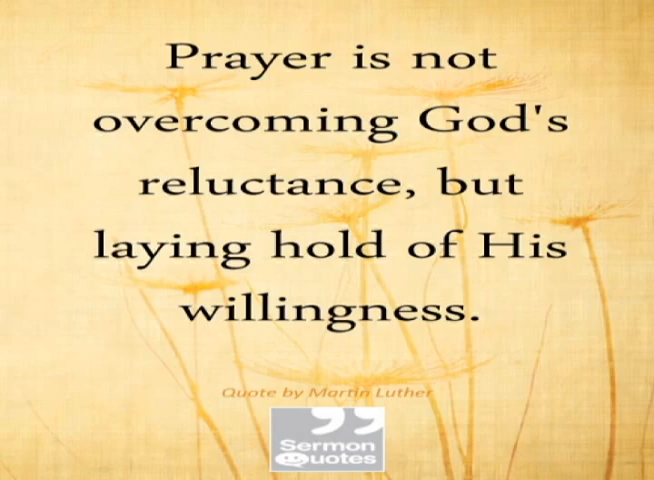 Prayer is not
overcoming God's
reluctance, but
laying hold of His
willingness.
Quote by Martin Luther
Sermon
Quotes